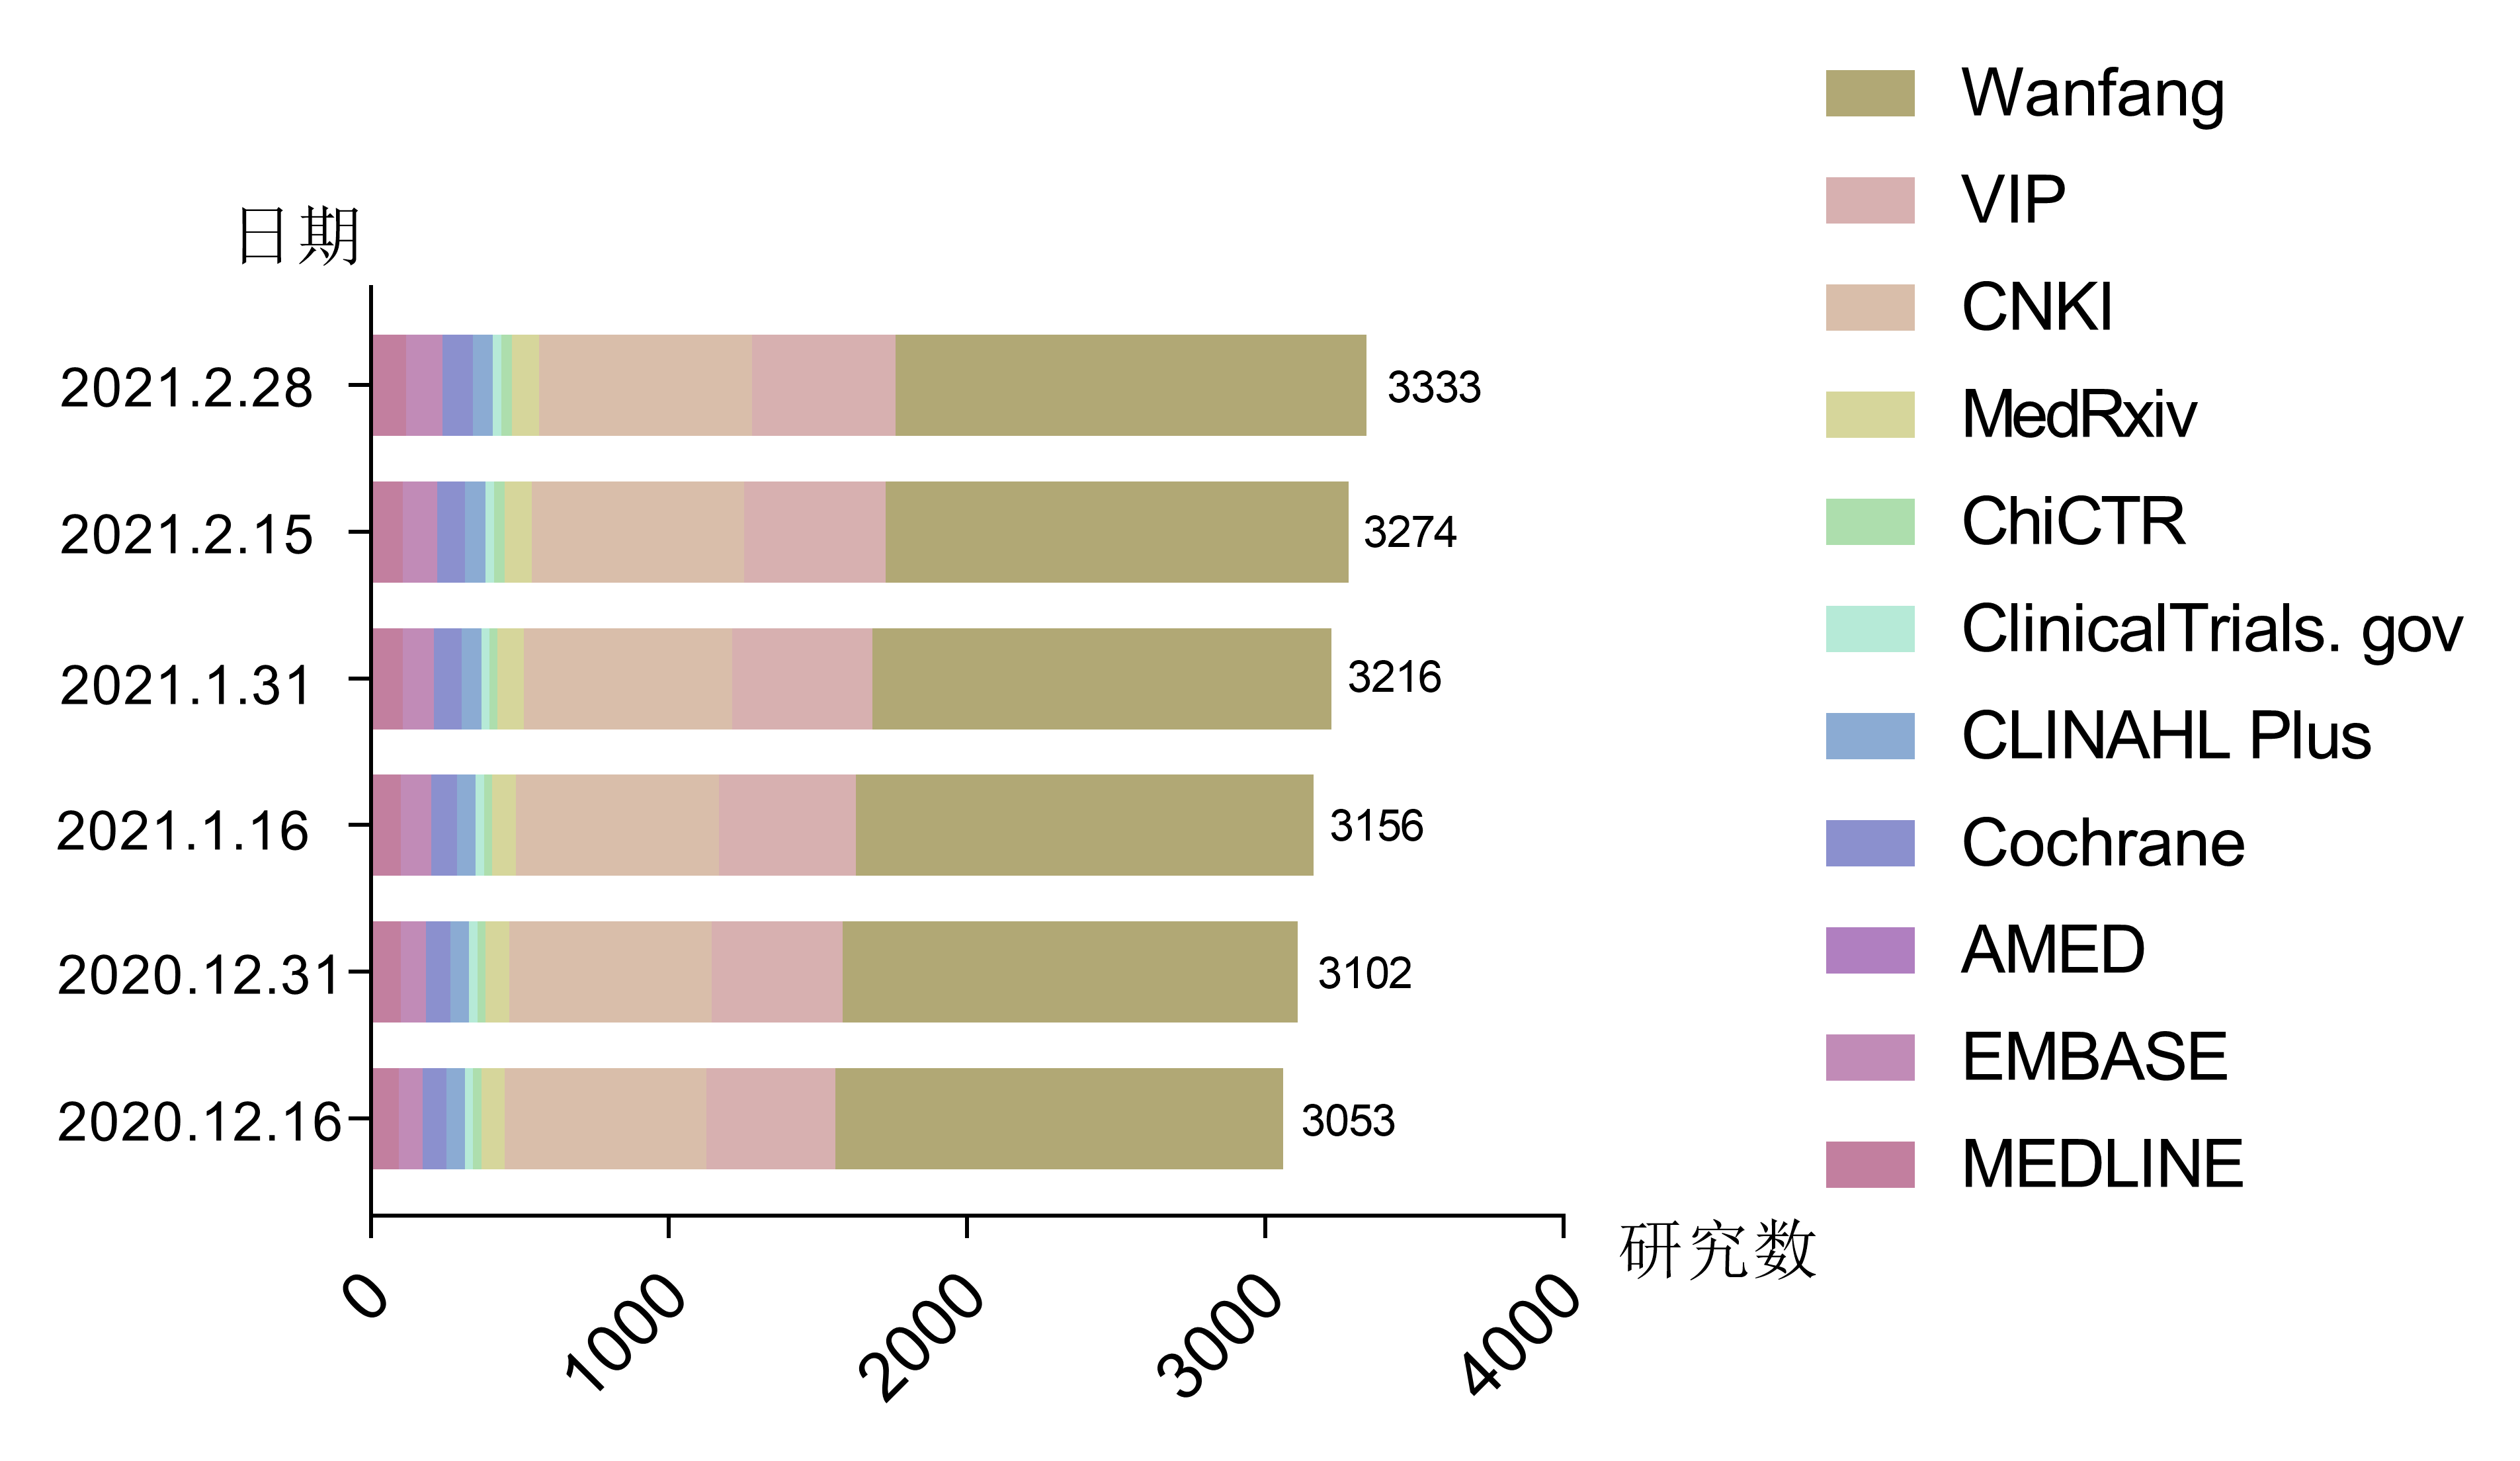 日期
2021.2.28
3333
2021.2.15
3274
2021.1.31
3216
2021.1.16
3156
2020.12.31
3102
2020.12.16
3053
0
1000
2000
3000
4000
研究数
Wanfang
VIP
CNKI
MedRxiv
ChiCTR
ClinicalTrials. gov
CLINAHL Plus
Cochrane
AMED
EMBASE
MEDLINE